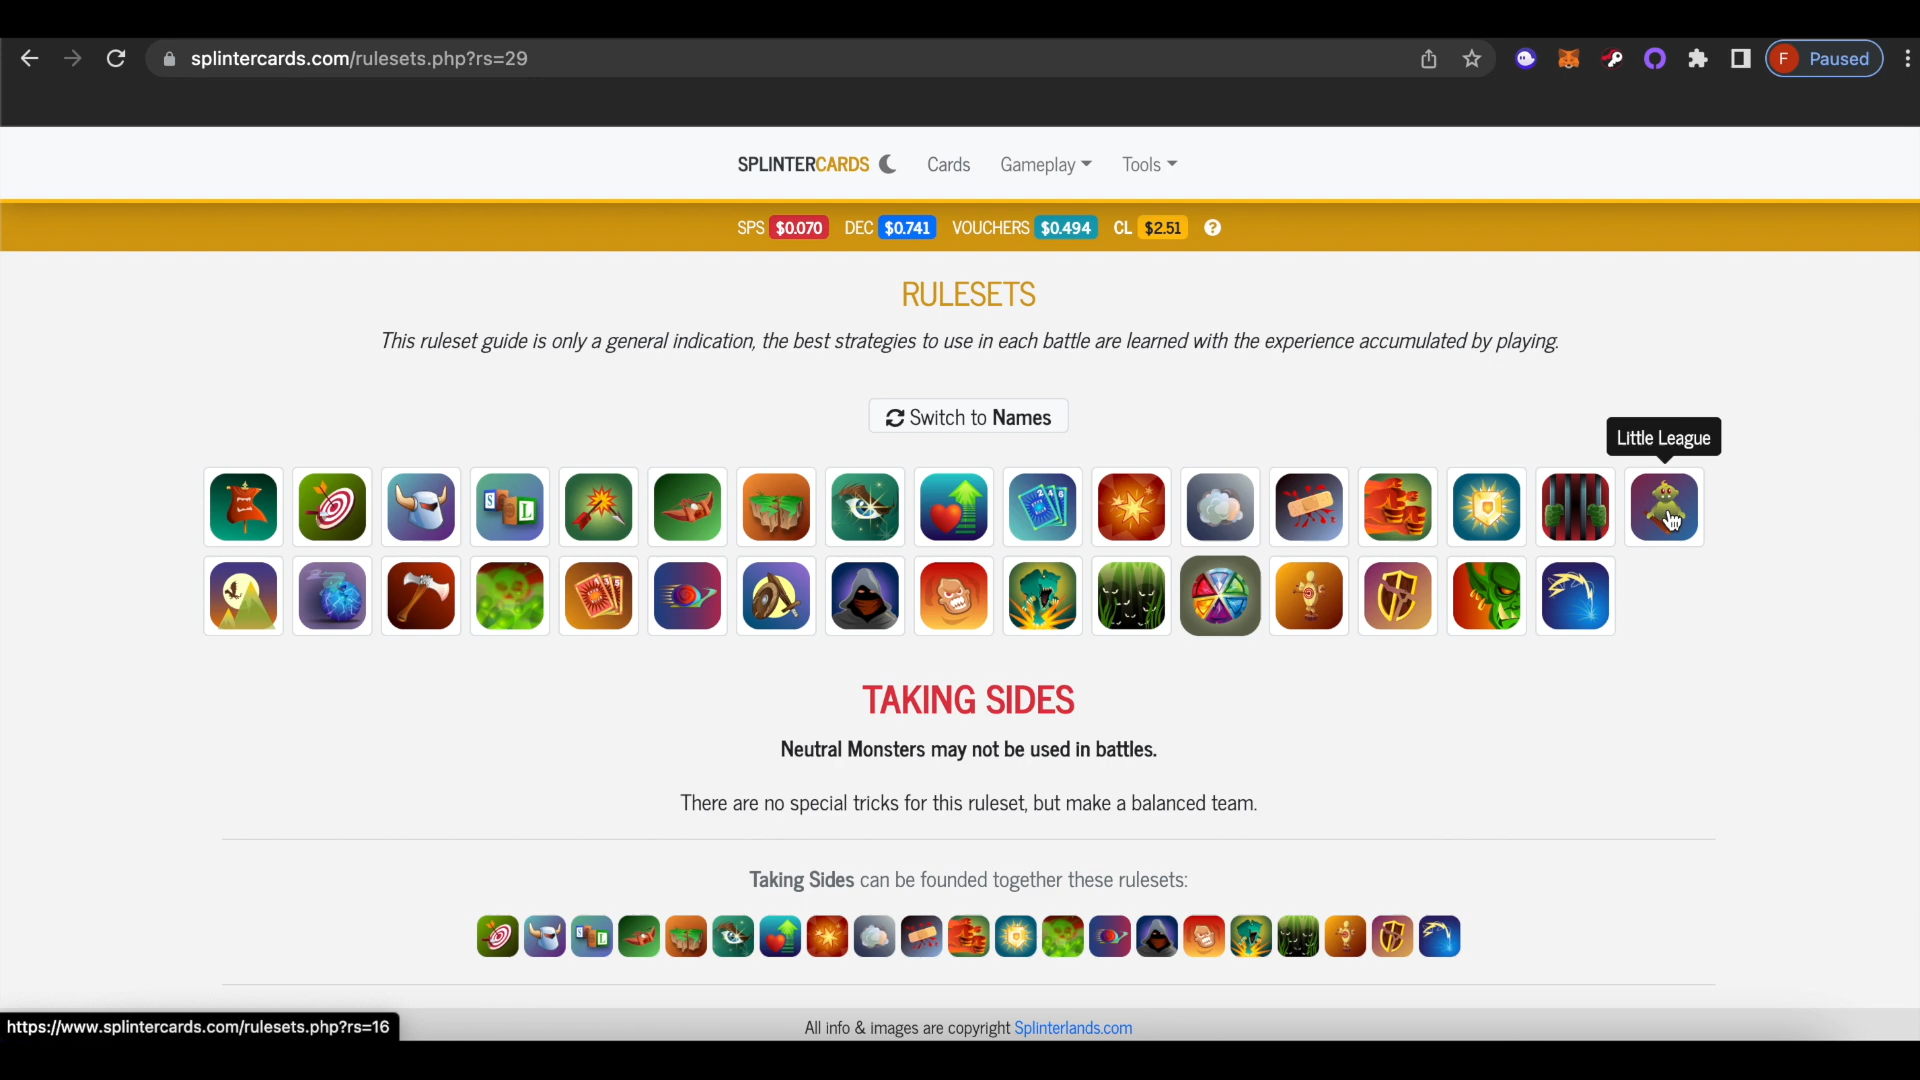 splintercards.com/rulesets.php?rs=29
F Paused
SPLINTERCARDS Cards Gameplay Tools
SPS $0.070 DEC $0.741 VOUCHERS $0.494 CL $2.51 ?
RULESETS
This ruleset guide is only a general indication, the best strategies to use in each battle are learned with the experience accumulated by playing.
Switch to Names
Little League
TAKING SIDES
Neutral Monsters may not be used in battles.
There are no special tricks for this ruleset, but make a balanced team.
Taking Sides can be founded together these rulesets:
https://www.splintercards.com/rulesets.php?rs=16
All info & images are copyright Splinterlands.com